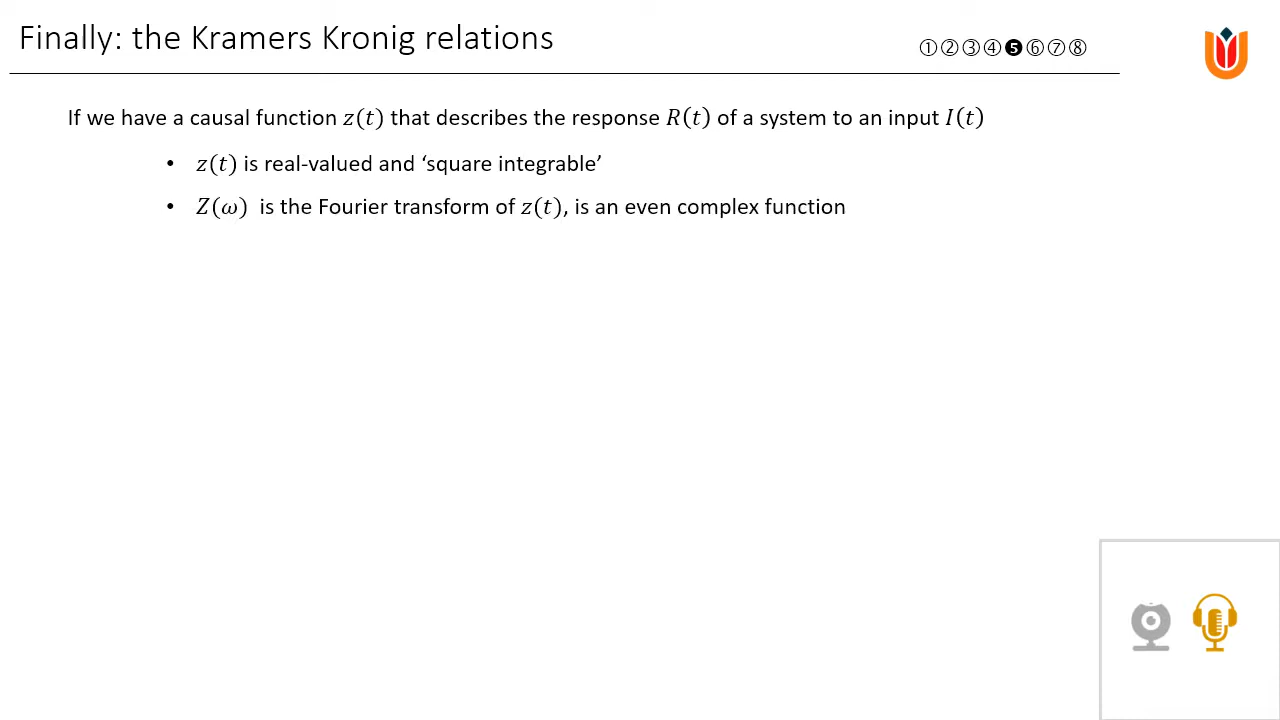 Finally: the Kramers Kronig relations
①②③④❺⑥⑦⑧
If we have a causal function z(t) that describes the response R(t) of a system to an input I(t)
• z(t) is real-valued and ‘square integrable’
• Z(ω) is the Fourier transform of z(t), is an even complex function